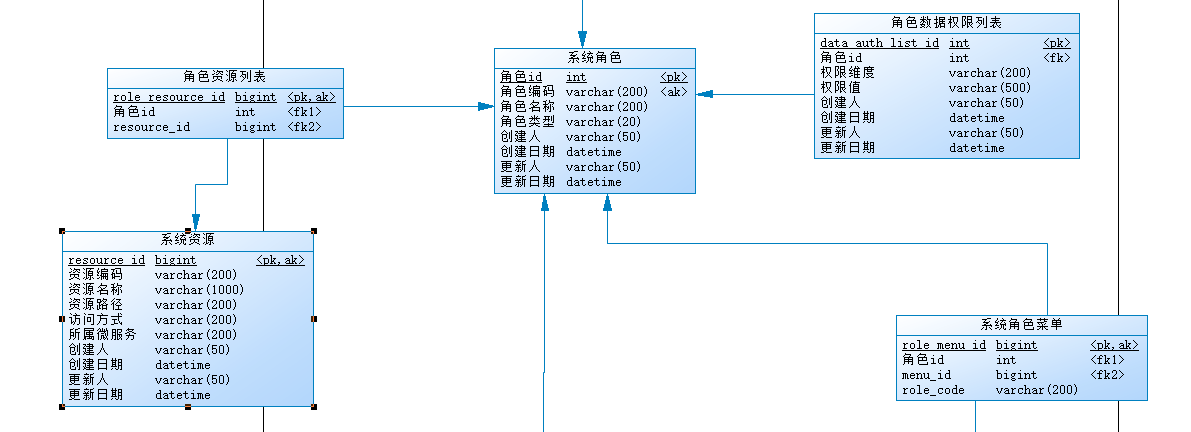 角色资源列表
role_resource_id bigint <pk,ak>
角色id int <fk1>
resource_id bigint <fk2>
系统角色
角色id int <pk>
角色编码 varchar(200) <ak>
角色名称 varchar(200)
角色类型 varchar(20)
创建人 varchar(50)
创建日期 datetime
更新人 varchar(50)
更新日期 datetime
角色数据权限列表
data_auth_list_id int <pk>
角色id int <fk>
权限维度 varchar(200)
权限值 varchar(500)
创建人 varchar(50)
创建日期 datetime
更新人 varchar(50)
更新日期 datetime
系统资源
resource_id bigint <pk,ak>
资源编码 varchar(200)
资源名称 varchar(1000)
资源路径 varchar(200)
访问方式 varchar(200)
所属微服务 varchar(200)
创建人 varchar(50)
创建日期 datetime
更新人 varchar(50)
更新日期 datetime
系统角色菜单
role_menu_id bigint <pk,ak>
角色id int <fk1>
menu_id bigint <fk2>
role_code varchar(200)